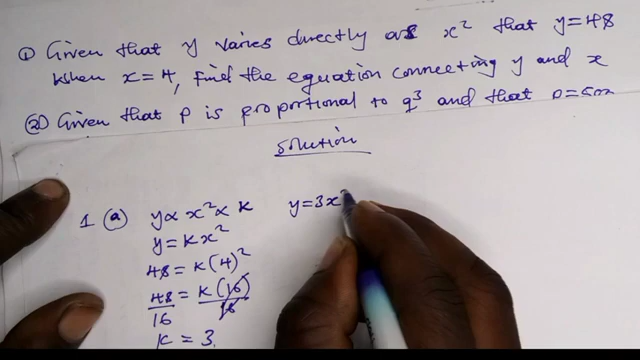 ① Given that y varies directly as x² that y=48
when x=4, find the equation connecting y and x
② Given that P is proportional to q³ and that
solution
1 (a) y∝ x² ∝ K y=3x²
y=Kx²
48=K(4)²
48/16 = K(16)/16
K = 3.